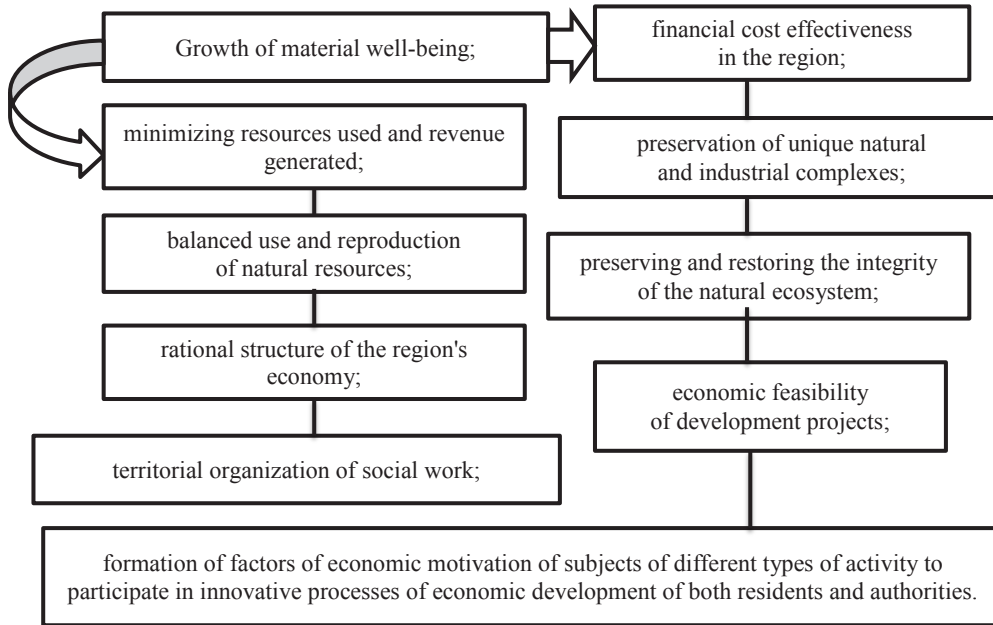 Growth of material well-being;
financial cost effectiveness
in the region;
minimizing resources used and revenue
generated;
preservation of unique natural
and industrial complexes;
balanced use and reproduction
of natural resources;
preserving and restoring the integrity
of the natural ecosystem;
rational structure of the region's
economy;
economic feasibility
of development projects;
territorial organization of social work;
formation of factors of economic motivation of subjects of different types of activity to
participate in innovative processes of economic development of both residents and authorities.